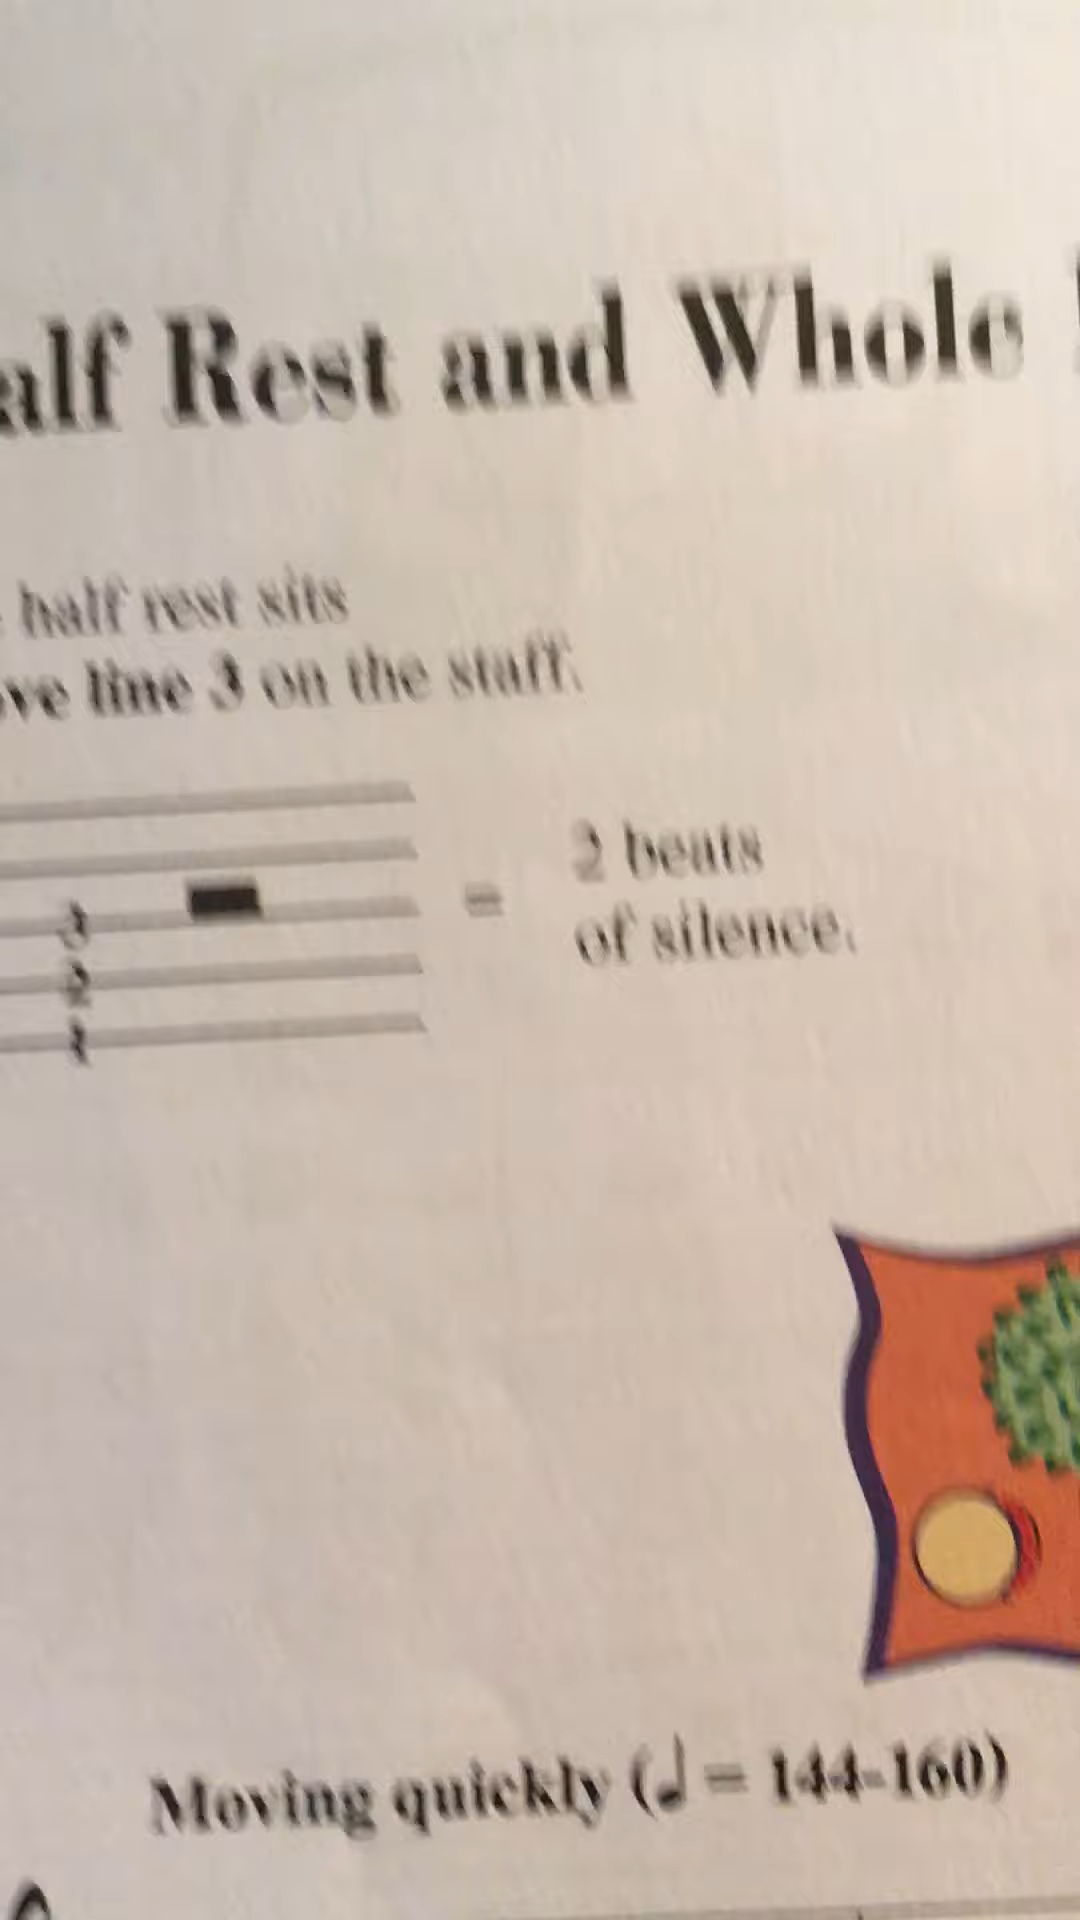 alf Rest and Whole
half rest sits
ve line 3 on the staff.
2 beats
3 =
of silence.
2
1
Moving quickly (♩ = 144-160)